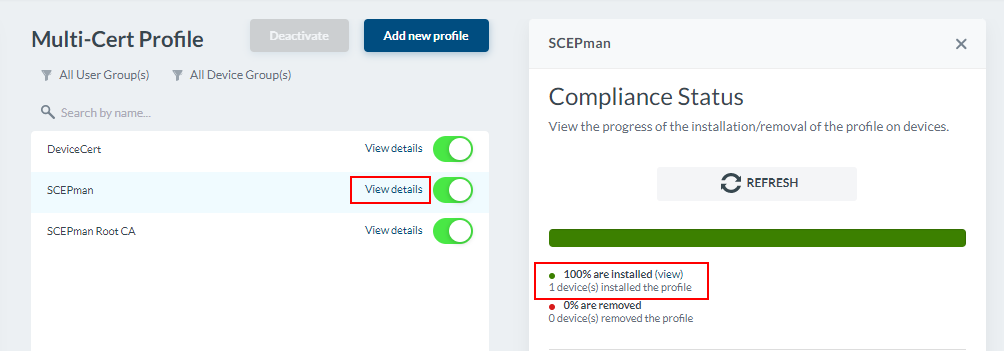 Multi-Cert Profile
Deactivate
Add new profile
All User Group(s)
All Device Group(s)
Search by name...
DeviceCert View details
SCEPman View details
SCEPman Root CA View details
SCEPman
Compliance Status
View the progress of the installation/removal of the profile on devices.
REFRESH
100% are installed (view)
1 device(s) installed the profile
0% are removed
0 device(s) removed the profile